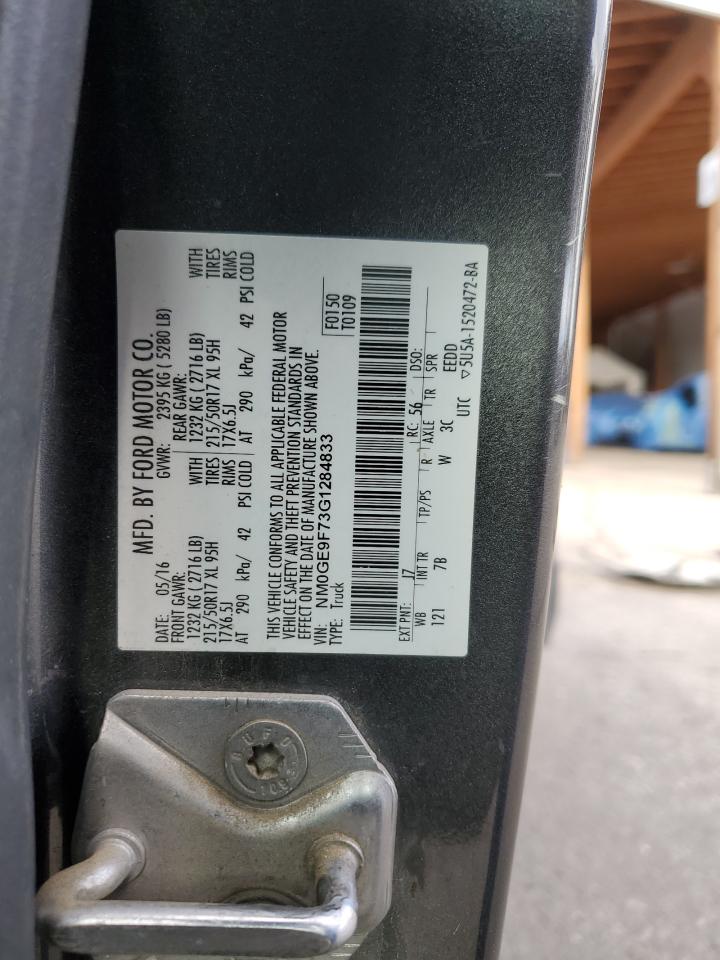 MFD. BY FORD MOTOR CO.
DATE: 05/16 GVWR: 2395 KG ( 5280 LB)
FRONT GAWR: REAR GAWR:
1232 KG ( 2716 LB) WITH 1232 KG ( 2716 LB) WITH
215/50R17 XL 95H TIRES 215/50R17 XL 95H TIRES
17X6.5J RIMS 17X6.5J RIMS
AT 290 kPa/ 42 PSI COLD AT 290 kPa/ 42 PSI COLD
THIS VEHICLE CONFORMS TO ALL APPLICABLE FEDERAL MOTOR
VEHICLE SAFETY AND THEFT PREVENTION STANDARDS IN
EFFECT ON THE DATE OF MANUFACTURE SHOWN ABOVE.
VIN: NM0GE9F73G1284833 F0150
TYPE: Truck T0109
EXT PNT: J7 RC: 56 DSO:
WB INT TR TP/PS R AXLE TR SPR
121 7B W 3C EEDD
UTC ▽5U5A-1520472-BA